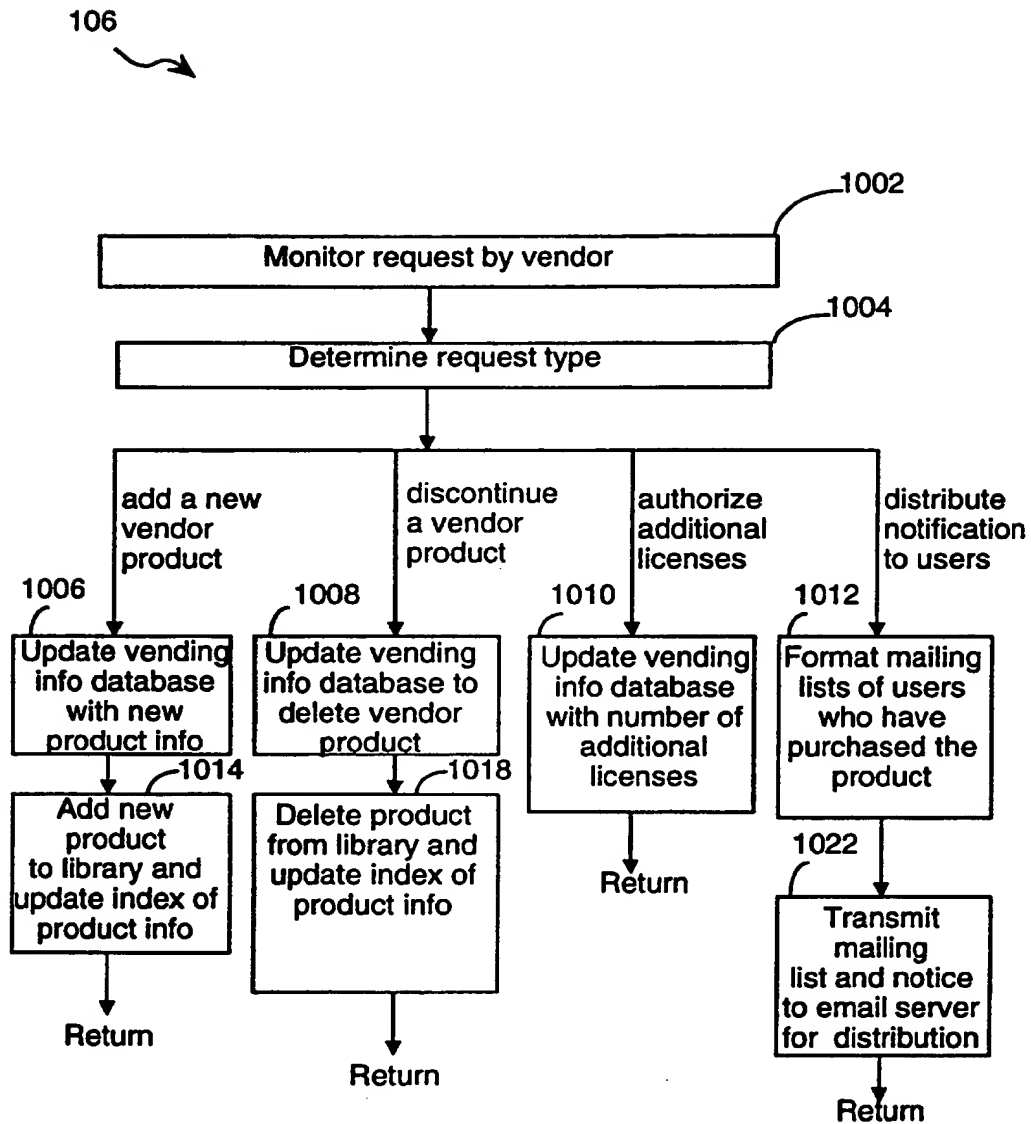 106
1002
Monitor request by vendor
1004
Determine request type
add a new
vendor
product
discontinue
a vendor
product
authorize
additional
licenses
distribute
notification
to users
1006
Update vending
info database
with new
product info
1008
Update vending
info database to
delete vendor
product
1010
Update vending
info database
with number of
additional
licenses
1012
Format mailing
lists of users
who have
purchased the
product
1014
Add new
product
to library and
update index of
product info
Return
1018
Delete product
from library and
update index of
product info
Return
Return
1022
Transmit
mailing
list and notice
to email server
for distribution
Return